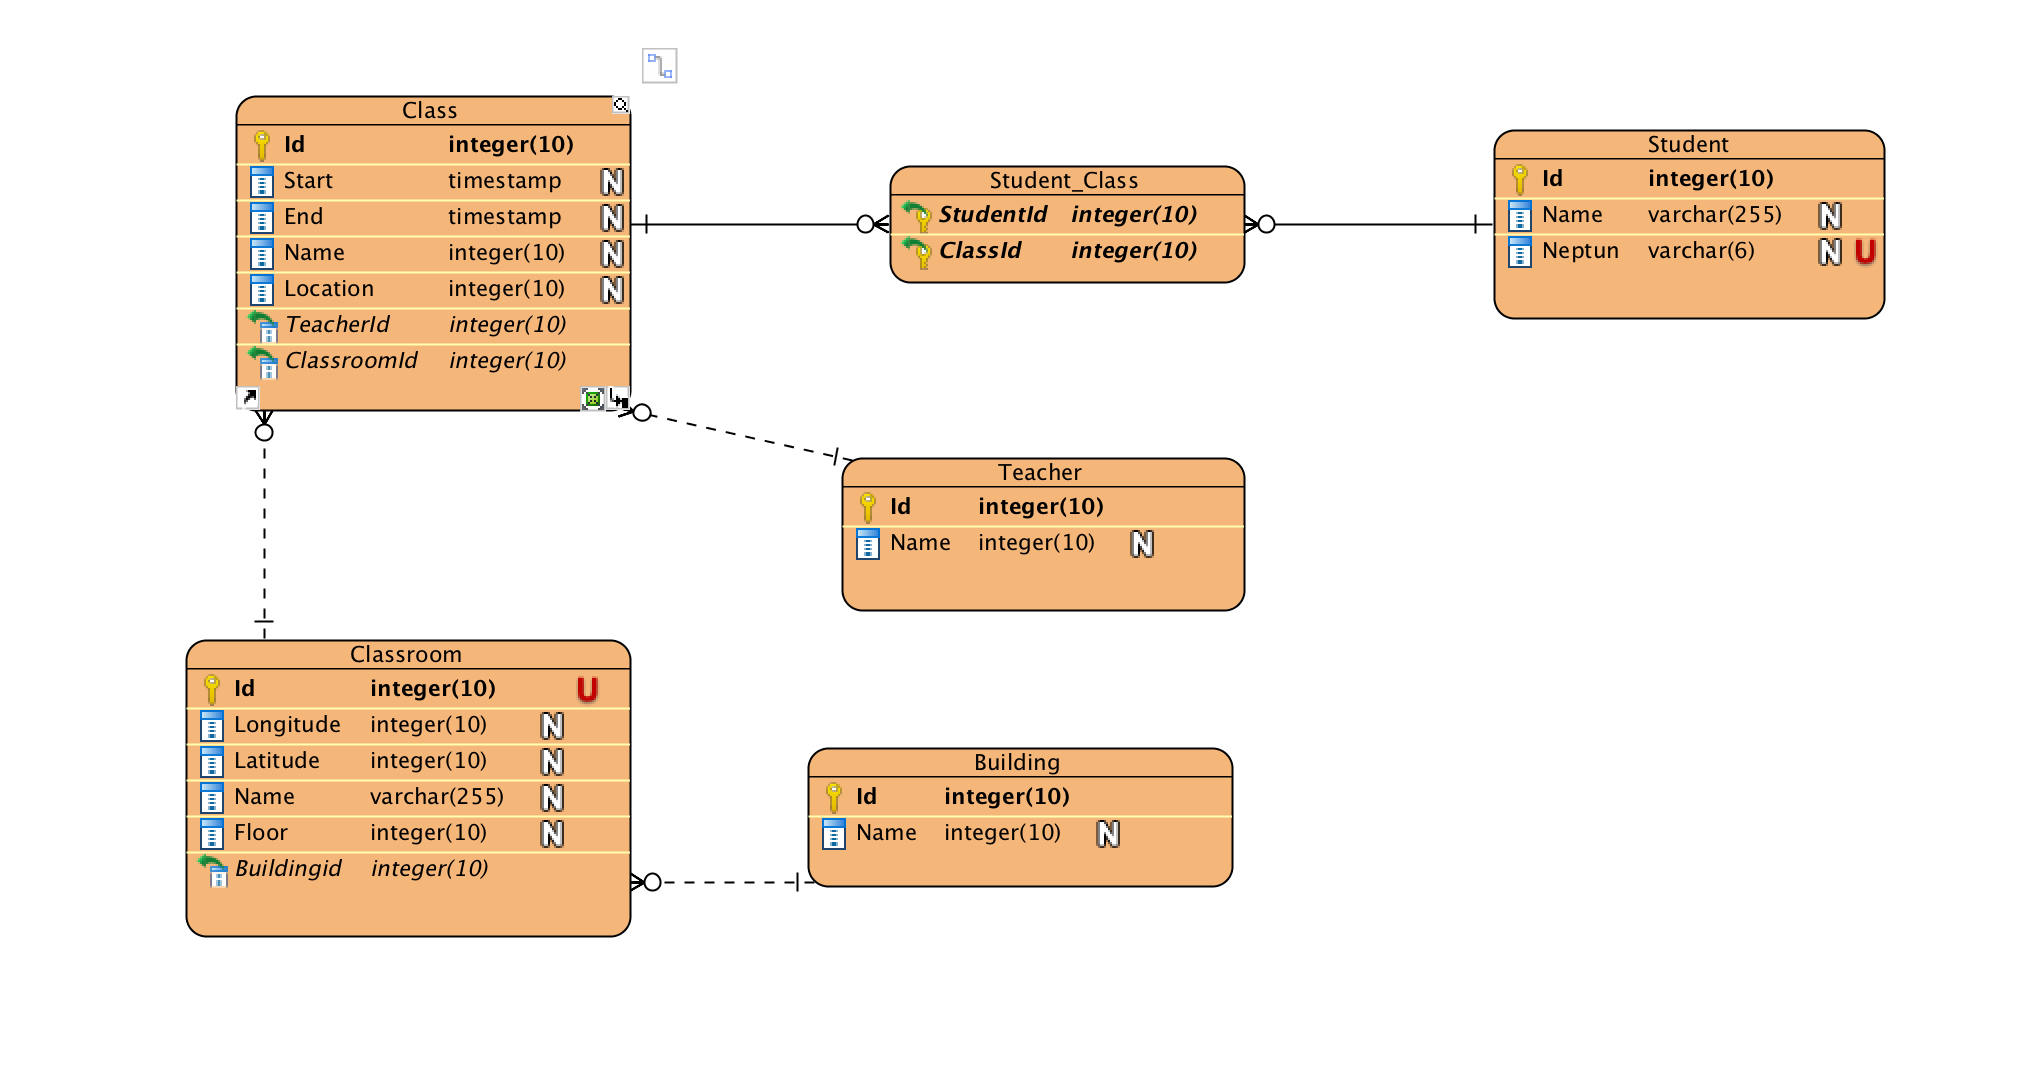 Class
Id integer(10)
Start timestamp N
End timestamp N
Name integer(10) N
Location integer(10) N
TeacherId integer(10)
ClassroomId integer(10)
Student_Class
StudentId integer(10)
ClassId integer(10)
Student
Id integer(10)
Name varchar(255) N
Neptun varchar(6) N U
Teacher
Id integer(10)
Name integer(10) N
Classroom
Id integer(10) U
Longitude integer(10) N
Latitude integer(10) N
Name varchar(255) N
Floor integer(10) N
Buildingid integer(10)
Building
Id integer(10)
Name integer(10) N